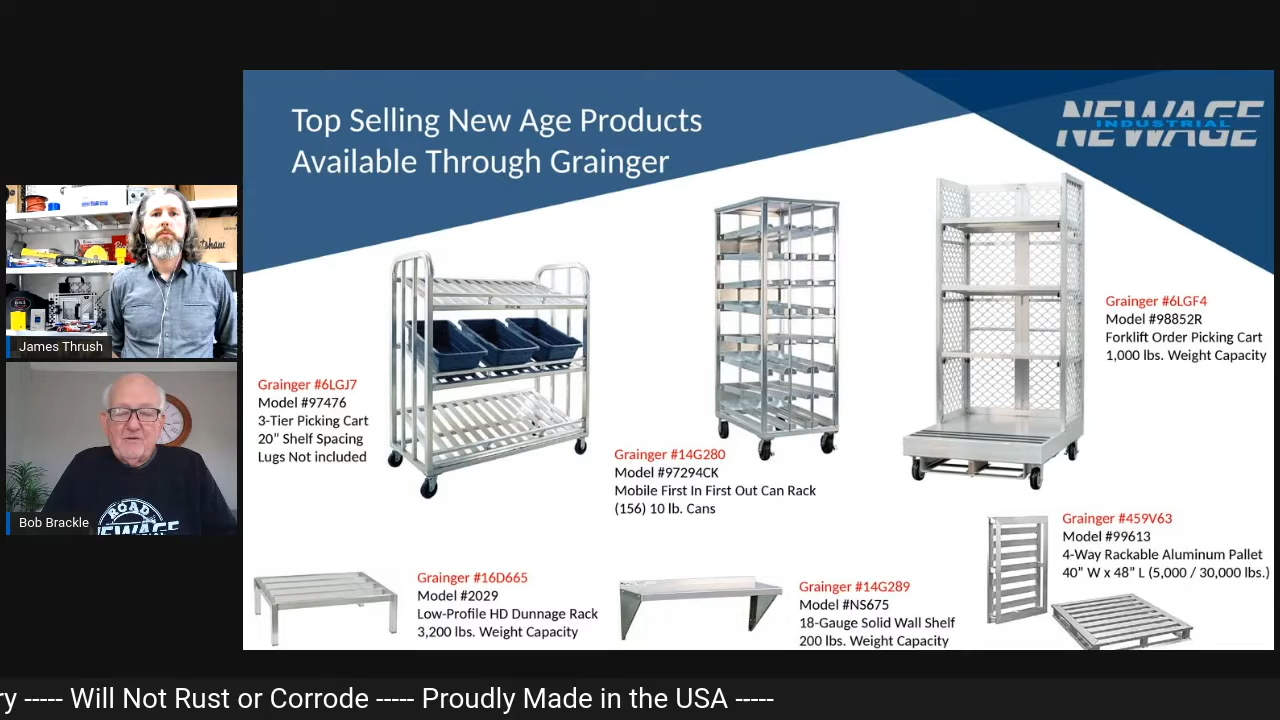 Top Selling New Age Products
Available Through Grainger
NEWAGE
INDUSTRIAL
James Thrush
Bob Brackle
ROAD
NEWAGE
Grainger #6LGJ7
Model #97476
3-Tier Picking Cart
20” Shelf Spacing
Lugs Not included
Grainger #14G280
Model #97294CK
Mobile First In First Out Can Rack
(156) 10 lb. Cans
Grainger #6LGF4
Model #98852R
Forklift Order Picking Cart
1,000 lbs. Weight Capacity
Grainger #16D665
Model #2029
Low-Profile HD Dunnage Rack
3,200 lbs. Weight Capacity
Grainger #14G289
Model #NS675
18-Gauge Solid Wall Shelf
200 lbs. Weight Capacity
Grainger #459V63
Model #99613
4-Way Rackable Aluminum Pallet
40” W x 48” L (5,000 / 30,000 lbs.)
ry ----- Will Not Rust or Corrode ----- Proudly Made in the USA -----